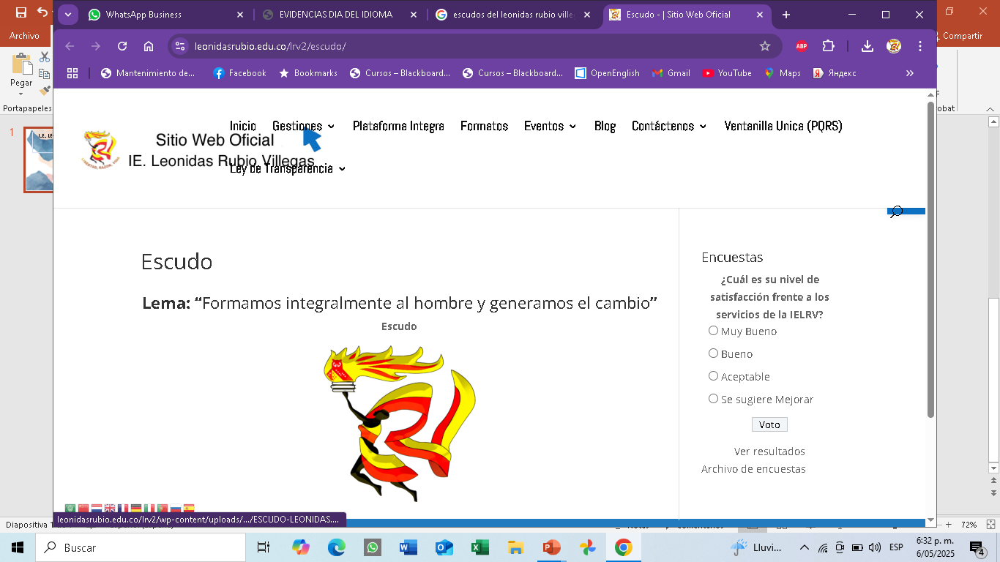 WhatsApp Business
EVIDENCIAS DIA DEL IDIOMA
escudos del leonidas rubio ville
Escudo - | Sitio Web Oficial
Archivo
Compartir
leonidasrubio.edu.co/lrv2/escudo/
ABP
Mantenimiento de...
Facebook
Bookmarks
Cursos – Blackboard...
Cursos – Blackboard...
OpenEnglish
Gmail
YouTube
Maps
Яндекс
Pegar
Portapapeles
obat
1
Inicio
Gestiones
Plataforma Integra
Formatos
Eventos
Blog
Contáctenos
Ventanilla Unica (PQRS)
Sitio Web Oficial
IE. Leonidas Rubio Villegas
Ley de Transparencia
Escudo
Lema: “Formamos integralmente al hombre y generamos el cambio”
Escudo
Encuestas
¿Cuál es su nivel de
satisfacción frente a los
servicios de la IELRV?
Muy Bueno
Bueno
Aceptable
Se sugiere Mejorar
Voto
Ver resultados
Archivo de encuestas
leonidasrubio.edu.co/lrv2/wp-content/uploads/.../ESCUDO-LEONIDAS....
Diapositiva 1
72%
Buscar
Lluvi...
ESP
6:32 p. m.
6/05/2025
4